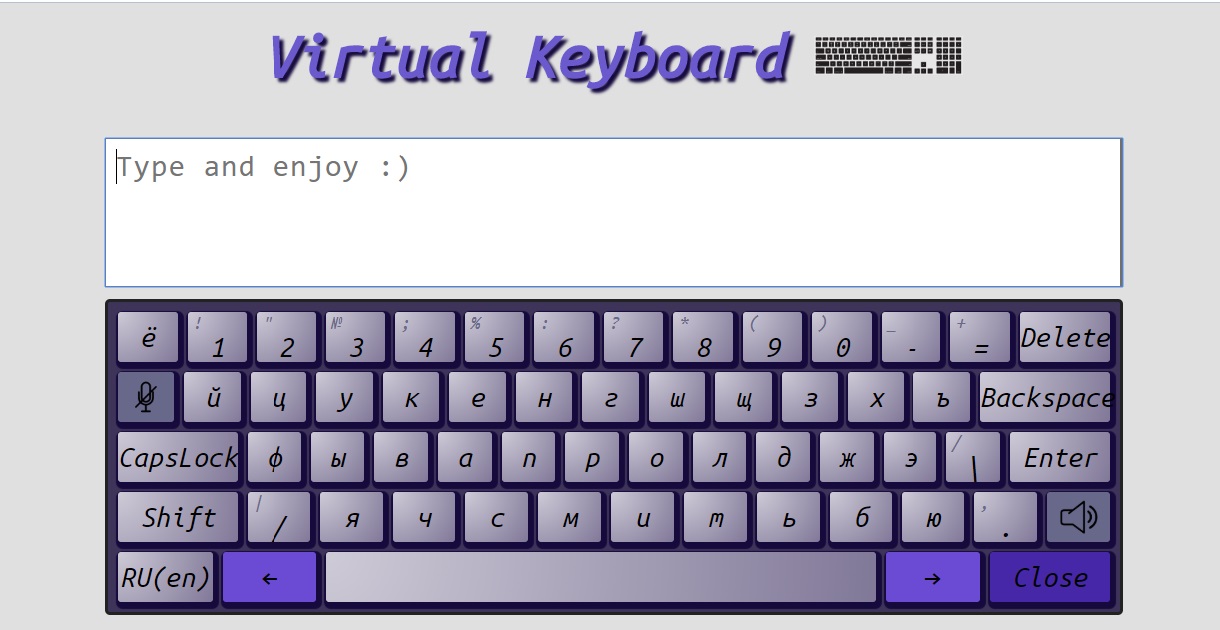 Virtual Keyboard
Type and enjoy :)
ё ! 1 " 2 № 3 ; 4 % 5 : 6 ? 7 * 8 ( 9 ) 0 _ - + = Delete
й ц у к е н г ш щ з х ъ Backspace
CapsLock ф ы в а п р о л д ж э / \ Enter
Shift | / я ч с м и т ь б ю , .
RU(en) ← → Close